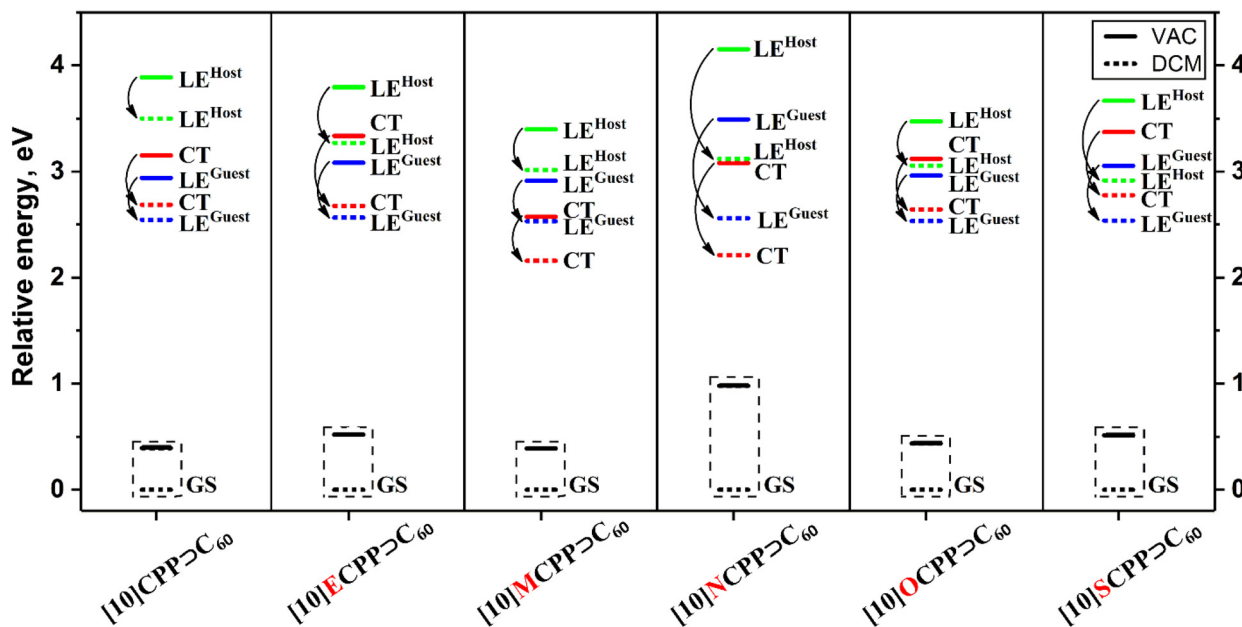 VAC
DCM
Relative energy, eV
4
3
2
1
0
4
3
2
1
0
LE^Host
LE^Host
CT
LE^Guest
CT
LE^Guest
GS
LE^Host
CT
LE^Host
LE^Guest
CT
LE^Guest
GS
LE^Host
LE^Host
LE^Guest
CT
LE^Guest
CT
GS
LE^Host
LE^Guest
LE^Host
CT
LE^Guest
CT
GS
LE^Host
CT
LE^Host
LE^Guest
CT
LE^Guest
GS
LE^Host
CT
LE^Guest
LE^Host
CT
LE^Guest
GS
[10]CPP⊃C₆₀
[10]ECPP⊃C₆₀
[10]MCPP⊃C₆₀
[10]NCPP⊃C₆₀
[10]OCPP⊃C₆₀
[10]SCPP⊃C₆₀